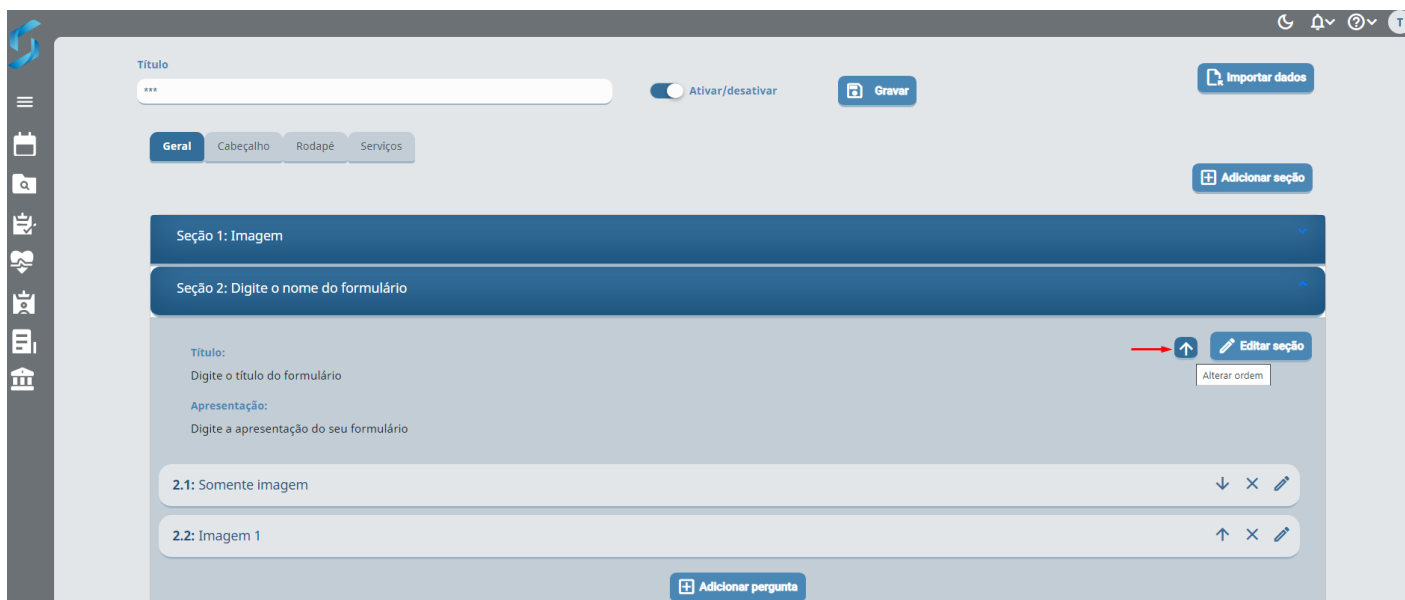 T
Título
***
Ativar/desativar
Gravar
Importar dados
Geral
Cabeçalho
Rodapé
Serviços
Adicionar seção
Seção 1: Imagem
Seção 2: Digite o nome do formulário
Título:
Digite o título do formulário
Editar seção
Alterar ordem
Apresentação:
Digite a apresentação do seu formulário
2.1: Somente imagem
2.2: Imagem 1
Adicionar pergunta